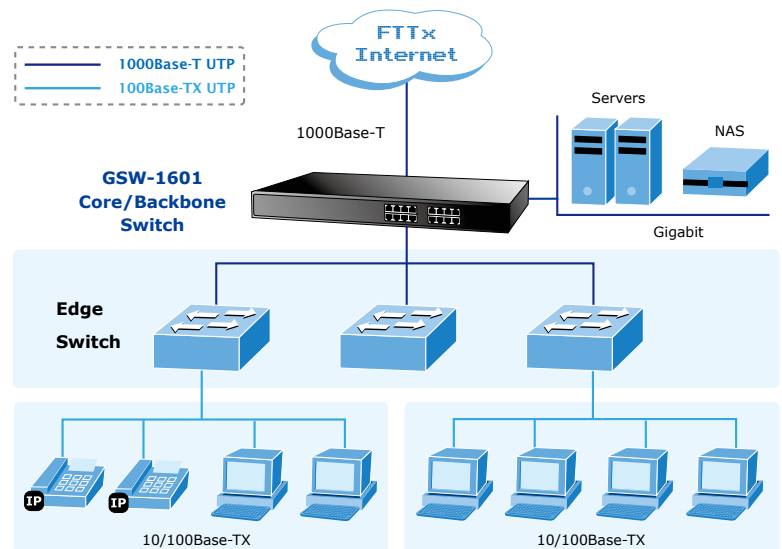 FTTx
Internet
1000Base-T UTP
100Base-TX UTP
1000Base-T
Servers
NAS
Gigabit
GSW-1601
Core/Backbone
Switch
Edge
Switch
IP
IP
10/100Base-TX
10/100Base-TX